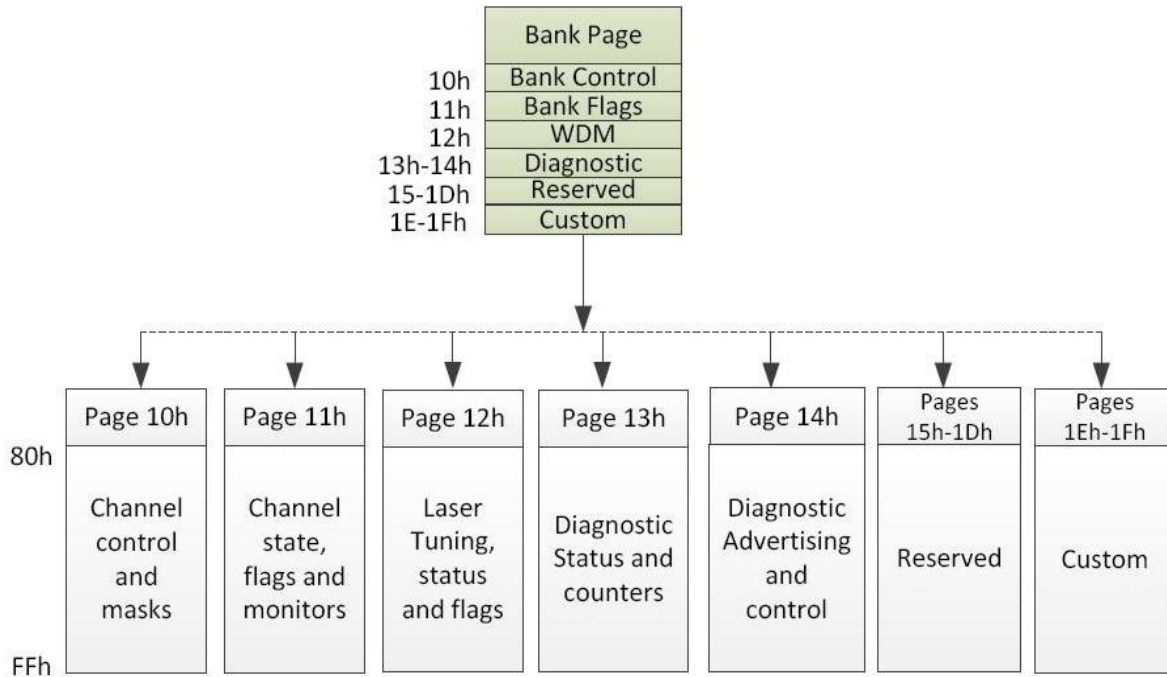 Bank Page
10h Bank Control
11h Bank Flags
12h WDM
13h-14h Diagnostic
15-1Dh Reserved
1E-1Fh Custom
Page 10h
Page 11h
Page 12h
Page 13h
Page 14h
Pages
15h-1Dh
Pages
1Eh-1Fh
80h
Channel
control
and
masks
Channel
state,
flags and
monitors
Laser
Tuning,
status
and flags
Diagnostic
Status and
counters
Diagnostic
Advertising
and
control
Reserved
Custom
FFh